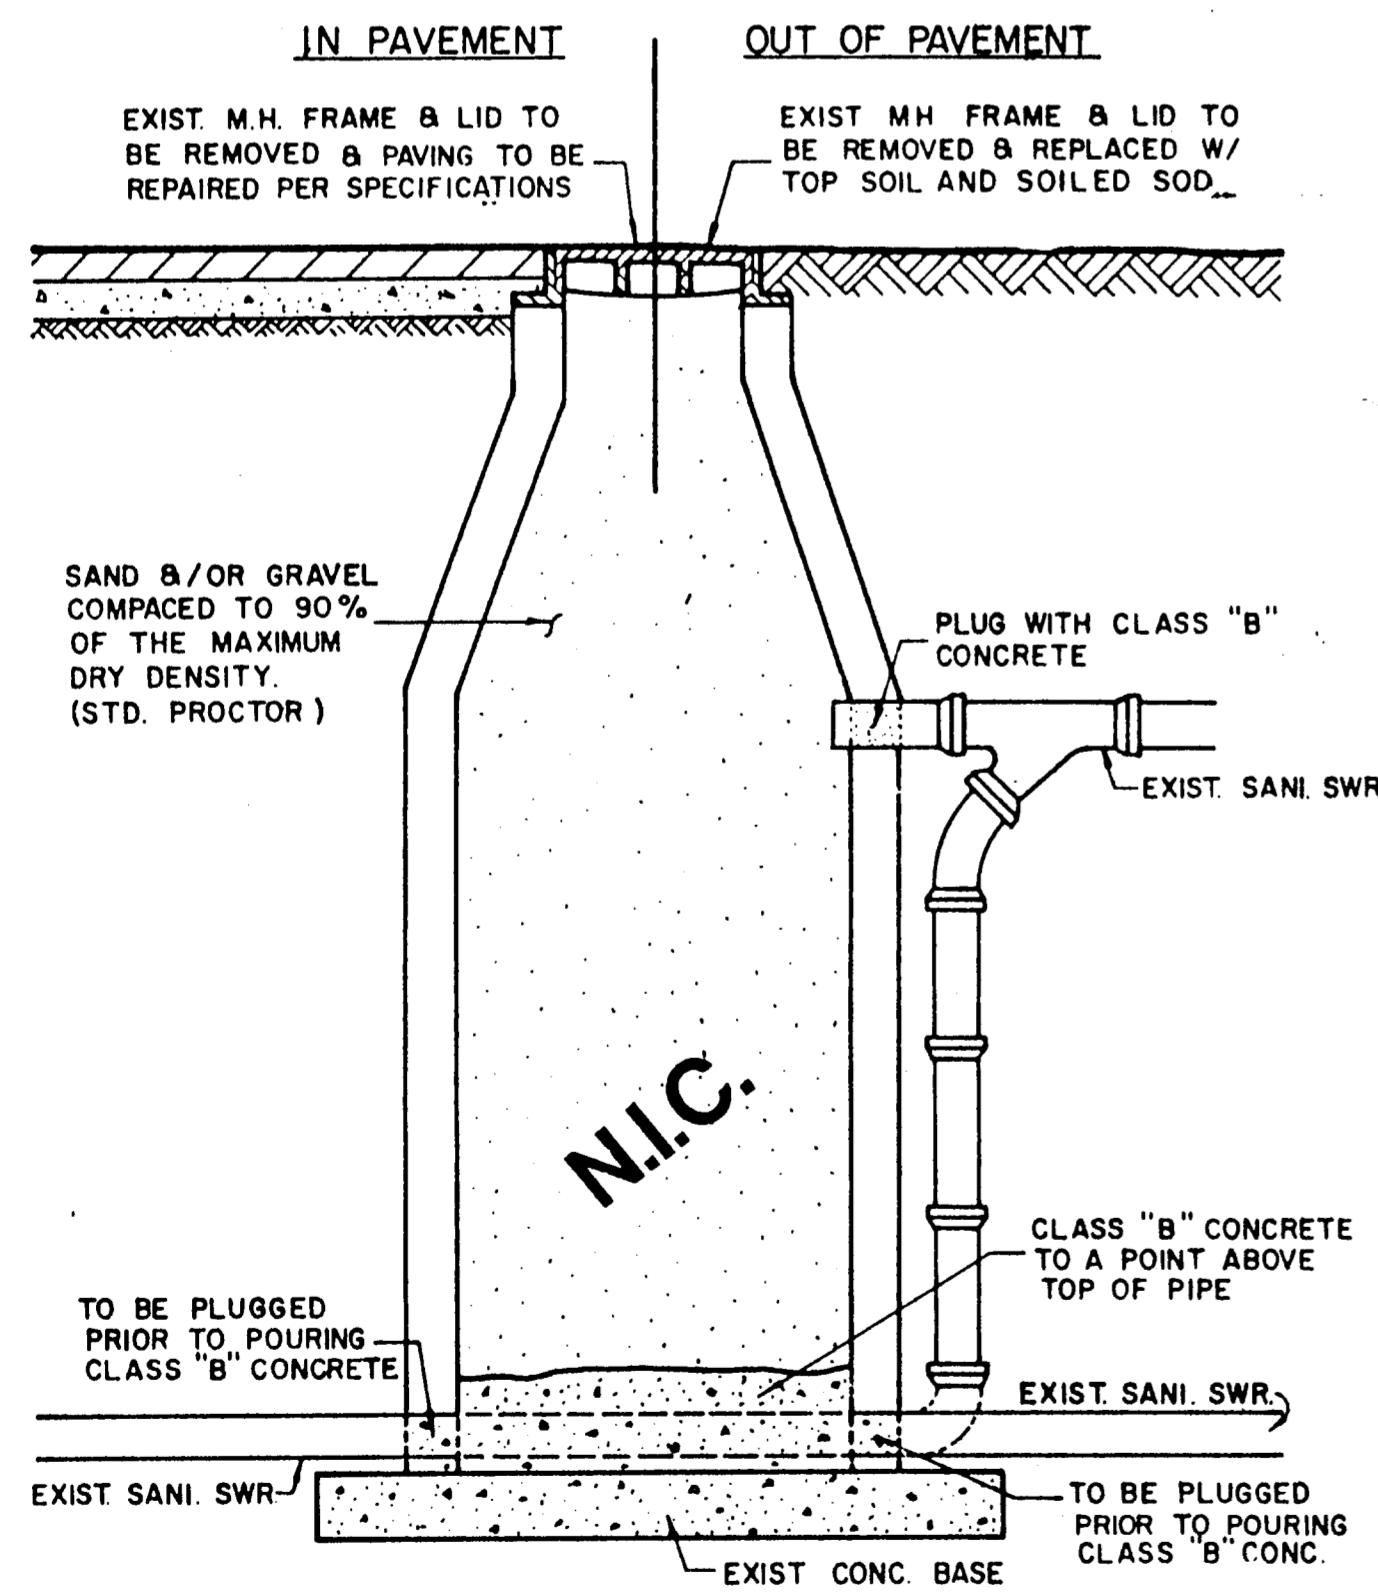 IN PAVEMENT
OUT OF PAVEMENT
EXIST. M.H. FRAME & LID TO
BE REMOVED & PAVING TO BE
REPAIRED PER SPECIFICATIONS
EXIST MH FRAME & LID TO
BE REMOVED & REPLACED W/
TOP SOIL AND SOILED SOD
SAND &/OR GRAVEL
COMPACED TO 90%
OF THE MAXIMUM
DRY DENSITY.
(STD. PROCTOR)
PLUG WITH CLASS "B"
CONCRETE
EXIST. SANI. SWR
N.I.C.
CLASS "B" CONCRETE
TO A POINT ABOVE
TOP OF PIPE
TO BE PLUGGED
PRIOR TO POURING
CLASS "B" CONCRETE
EXIST. SANI. SWR.
EXIST. SANI. SWR
TO BE PLUGGED
PRIOR TO POURING
CLASS "B" CONC.
EXIST CONC. BASE